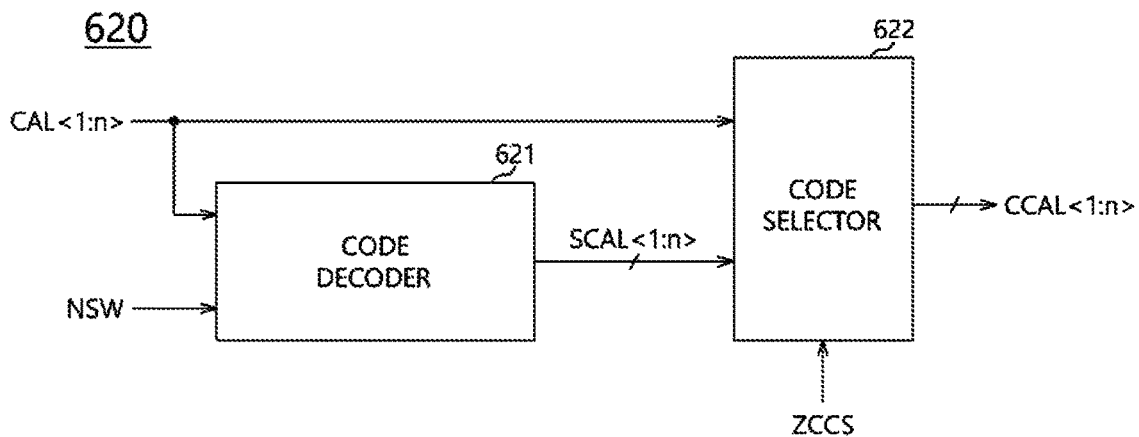 620
622
CAL<1:n>
621
CODE
SELECTOR
CCAL<1:n>
CODE
DECODER
SCAL<1:n>
NSW
ZCCS